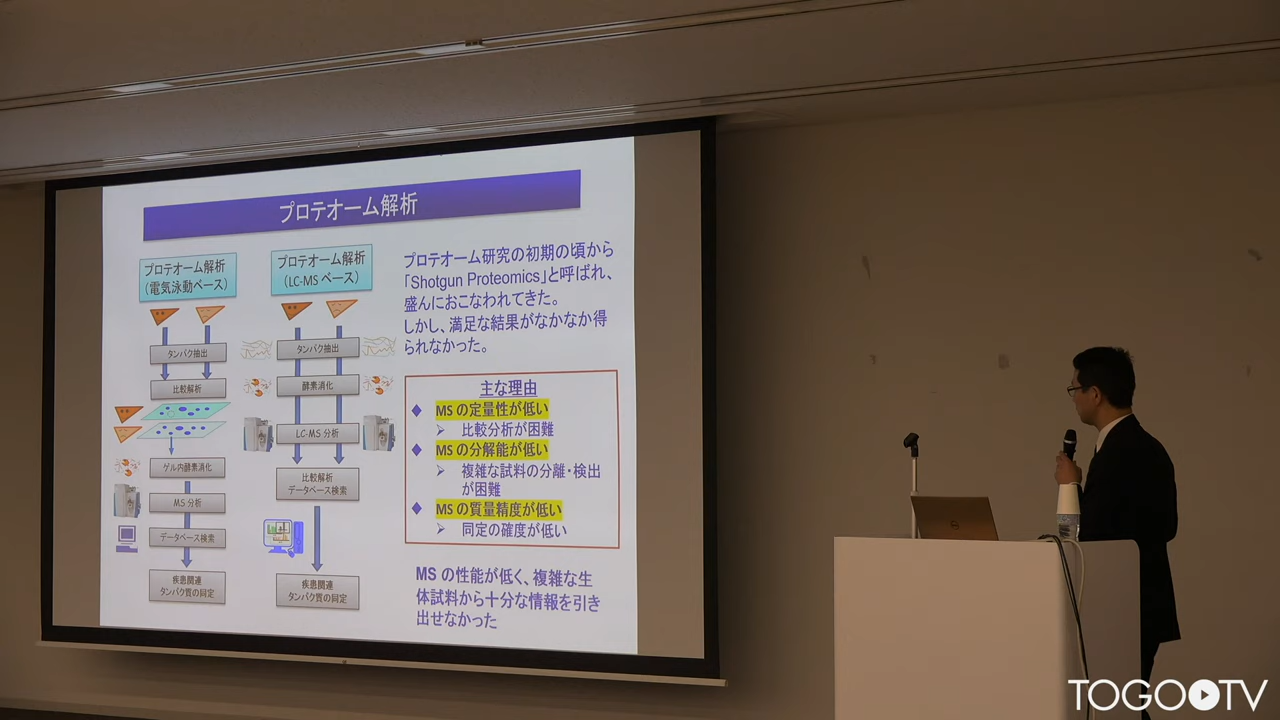 プロテオーム解析
プロテオーム解析
（電気泳動ベース）
タンパク抽出
比較解析
ゲル内酵素消化
MS 分析
データベース検索
疾患関連
タンパク質の同定
プロテオーム解析
（LC-MS ベース）
タンパク抽出
酵素消化
LC-MS 分析
比較解析
データベース検索
疾患関連
タンパク質の同定
プロテオーム研究の初期の頃から
「Shotgun Proteomics」と呼ばれ、
盛んにおこなわれてきた。
しかし、満足な結果がなかなか得
られなかった。
主な理由
◆ MS の定量性が低い
➢ 比較分析が困難
◆ MS の分解能が低い
➢ 複雑な試料の分離・検出
が困難
◆ MS の質量精度が低い
➢ 同定の確度が低い
MS の性能が低く、複雑な生
体試料から十分な情報を引き
出せなかった
TOGOTV